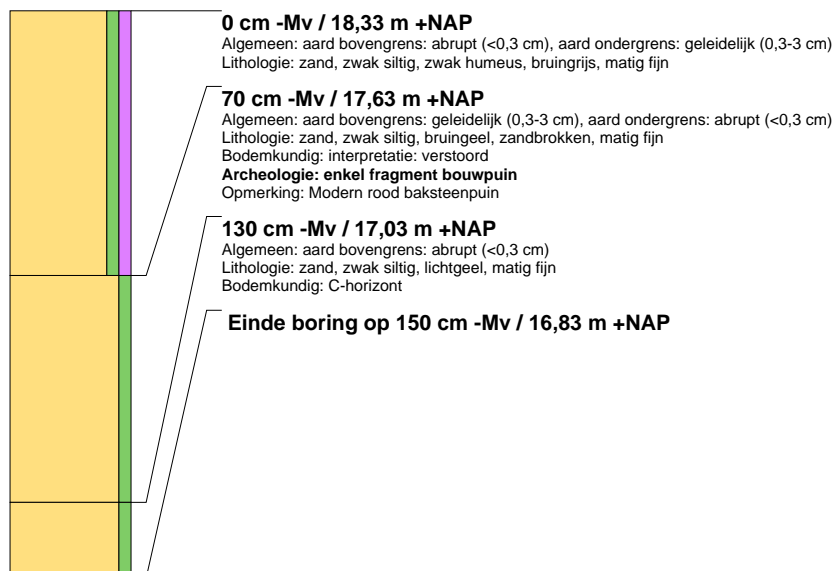 0 cm -Mv / 18,33 m +NAP
Algemeen: aard bovengrens: abrupt (<0,3 cm), aard ondergrens: geleidelijk (0,3-3 cm)
Lithologie: zand, zwak siltig, zwak humeus, bruingrijs, matig fijn
70 cm -Mv / 17,63 m +NAP
Algemeen: aard bovengrens: geleidelijk (0,3-3 cm), aard ondergrens: abrupt (<0,3 cm)
Lithologie: zand, zwak siltig, bruingeel, zandbrokken, matig fijn
Bodemkundig: interpretatie: verstoord
Archeologie: enkel fragment bouwpuin
Opmerking: Modern rood baksteenpuin
130 cm -Mv / 17,03 m +NAP
Algemeen: aard bovengrens: abrupt (<0,3 cm)
Lithologie: zand, zwak siltig, lichtgeel, matig fijn
Bodemkundig: C-horizont
Einde boring op 150 cm -Mv / 16,83 m +NAP